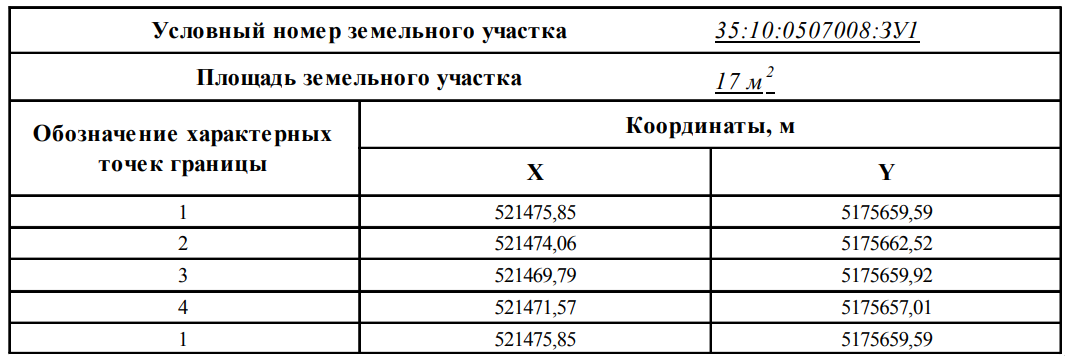 Условный номер земельного участка 35:10:0507008:ЗУ1
Площадь земельного участка 17 м²
Обозначение характерных точек границы
Координаты, м
X Y
1 521475,85 5175659,59
2 521474,06 5175662,52
3 521469,79 5175659,92
4 521471,57 5175657,01
1 521475,85 5175659,59